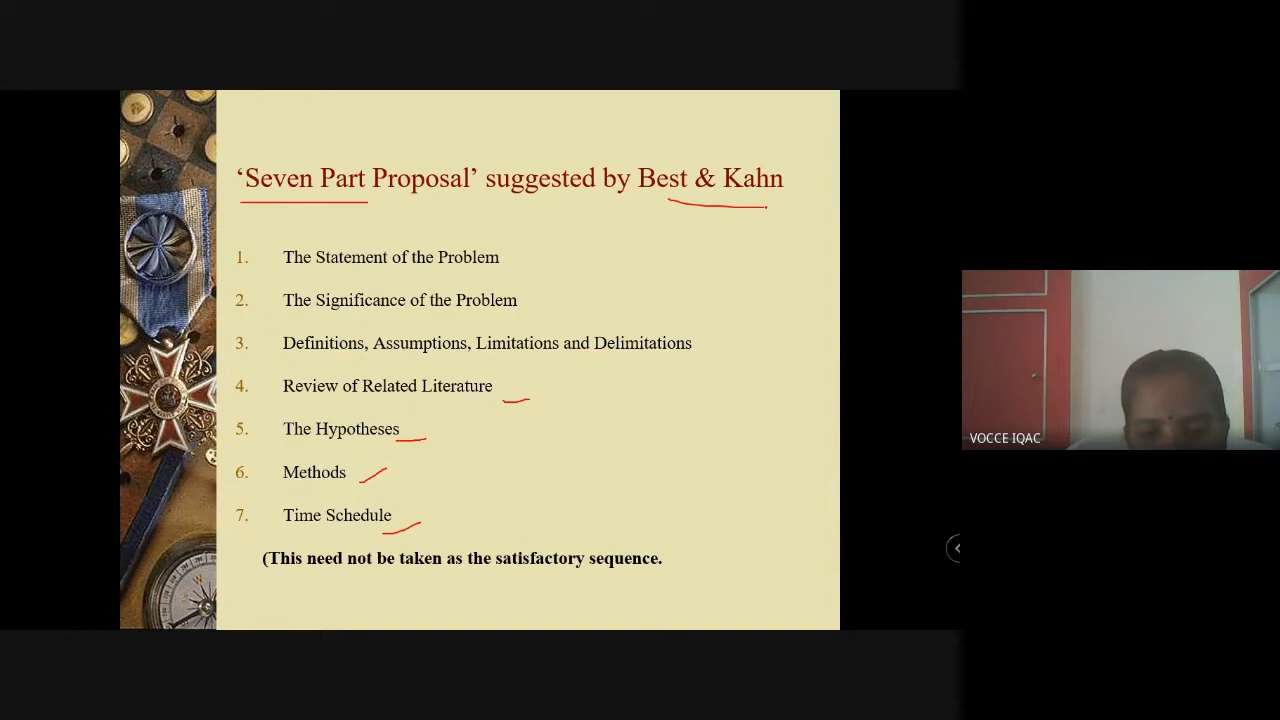 ‘Seven Part Proposal’ suggested by Best & Kahn
1. The Statement of the Problem
2. The Significance of the Problem
3. Definitions, Assumptions, Limitations and Delimitations
4. Review of Related Literature
5. The Hypotheses
6. Methods
7. Time Schedule
(This need not be taken as the satisfactory sequence.
VOCCE IQAC
W